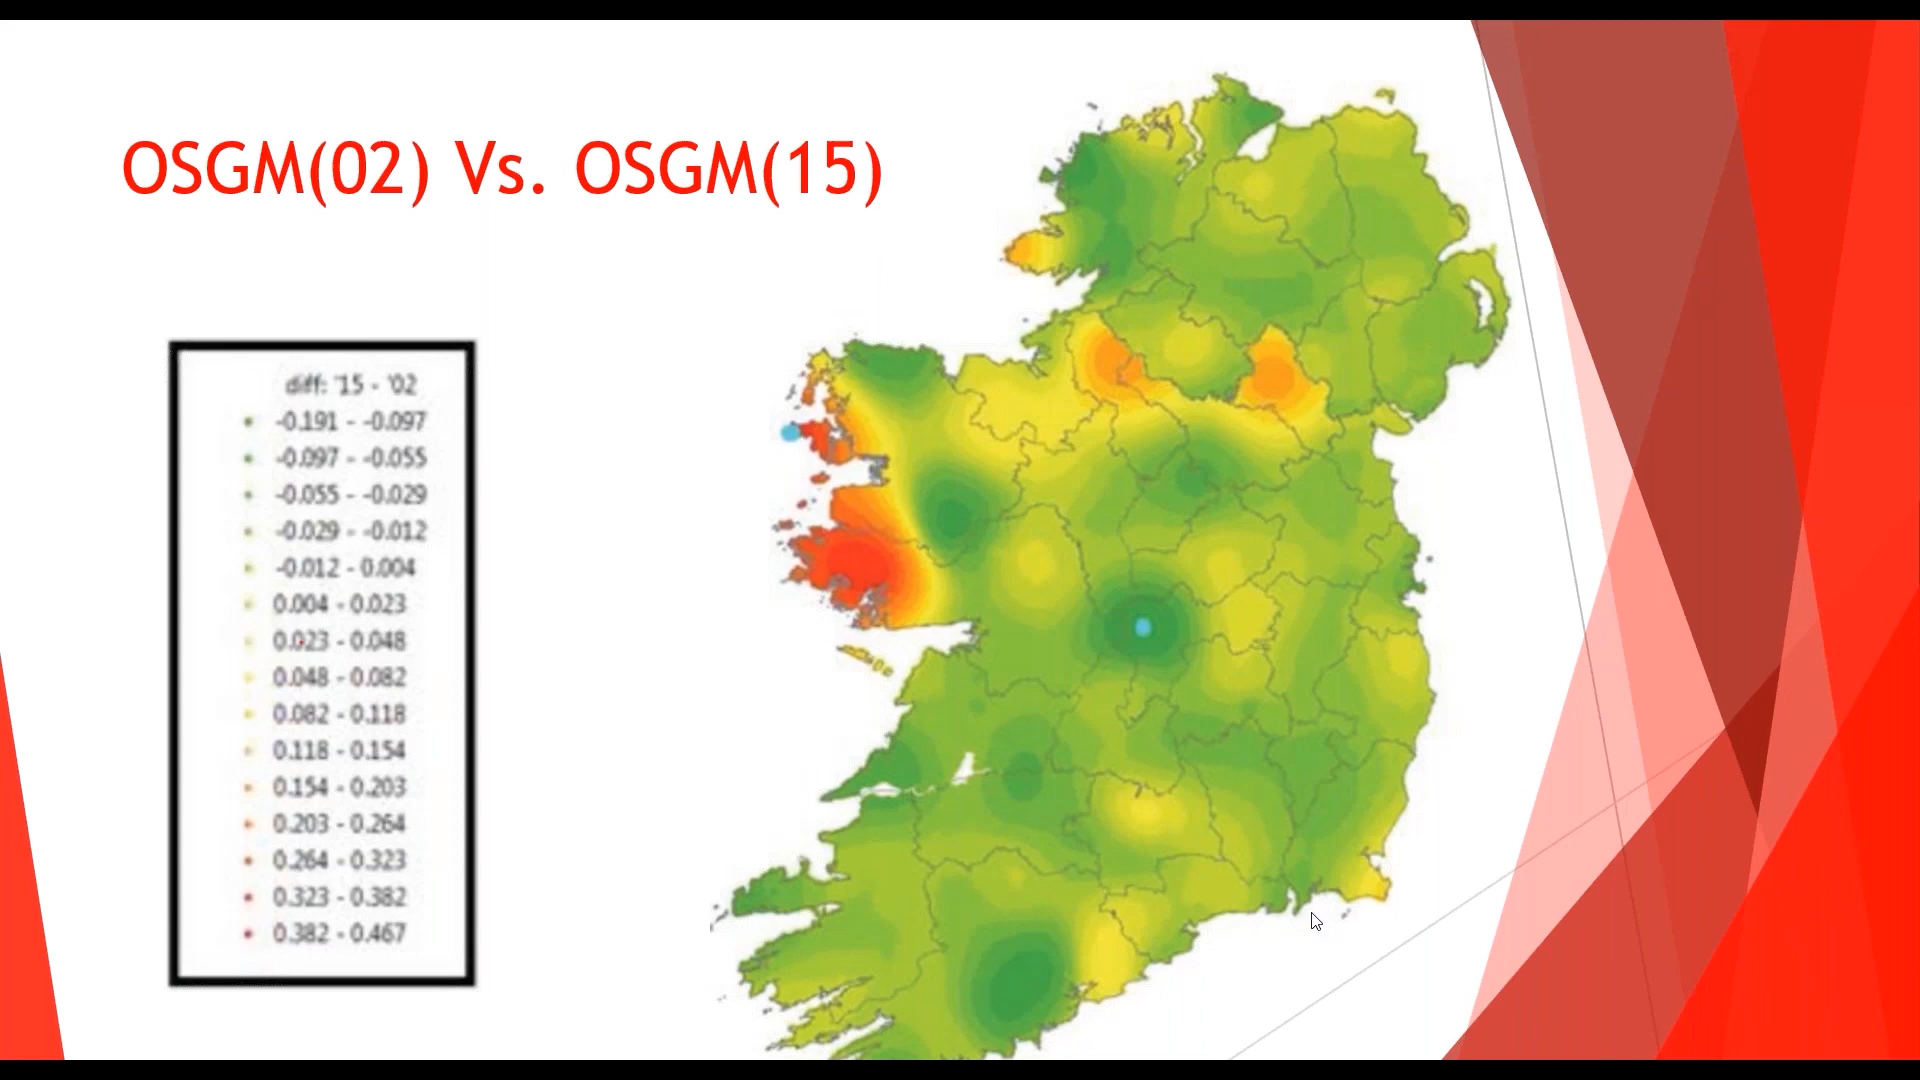 OSGM(02) Vs. OSGM(15)
diff: '15 - '02
-0.191 - -0.097
-0.097 - -0.055
-0.055 - -0.029
-0.029 - -0.012
-0.012 - 0.004
0.004 - 0.023
0.023 - 0.048
0.048 - 0.082
0.082 - 0.118
0.118 - 0.154
0.154 - 0.203
0.203 - 0.264
0.264 - 0.323
0.323 - 0.382
0.382 - 0.467